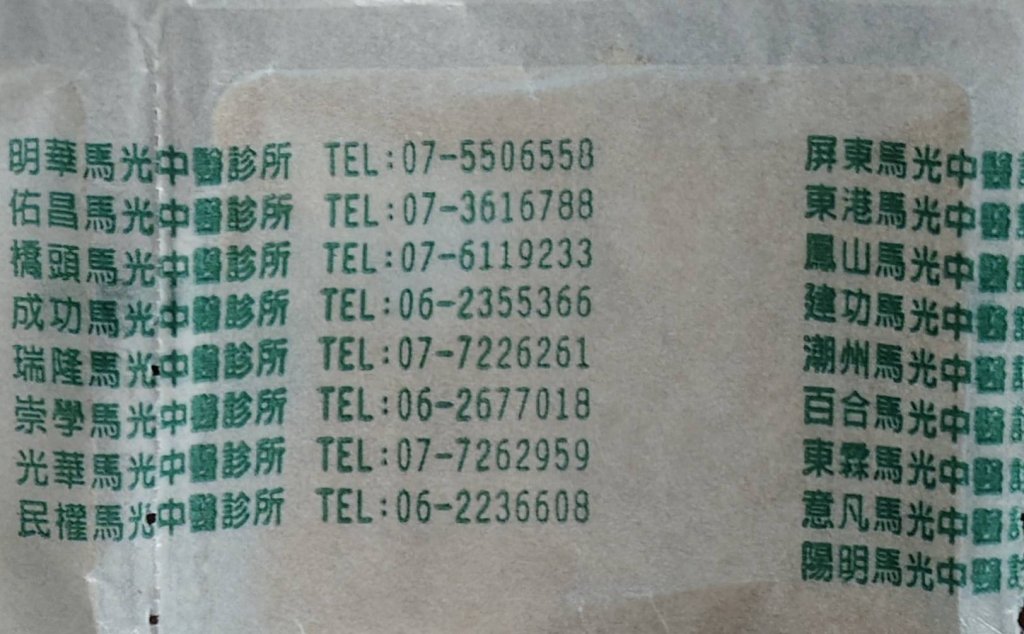 明華馬光中醫診所 TEL:07-5506558
佑昌馬光中醫診所 TEL:07-3616788
橋頭馬光中醫診所 TEL:07-6119233
成功馬光中醫診所 TEL:06-2355366
瑞隆馬光中醫診所 TEL:07-7226261
崇學馬光中醫診所 TEL:06-2677018
光華馬光中醫診所 TEL:07-7262959
民權馬光中醫診所 TEL:06-2236608
屏東馬光中醫
東港馬光中醫
鳳山馬光中醫
建功馬光中醫
潮州馬光中醫
百合馬光中醫
東霖馬光中醫
意凡馬光中醫
陽明馬光中醫